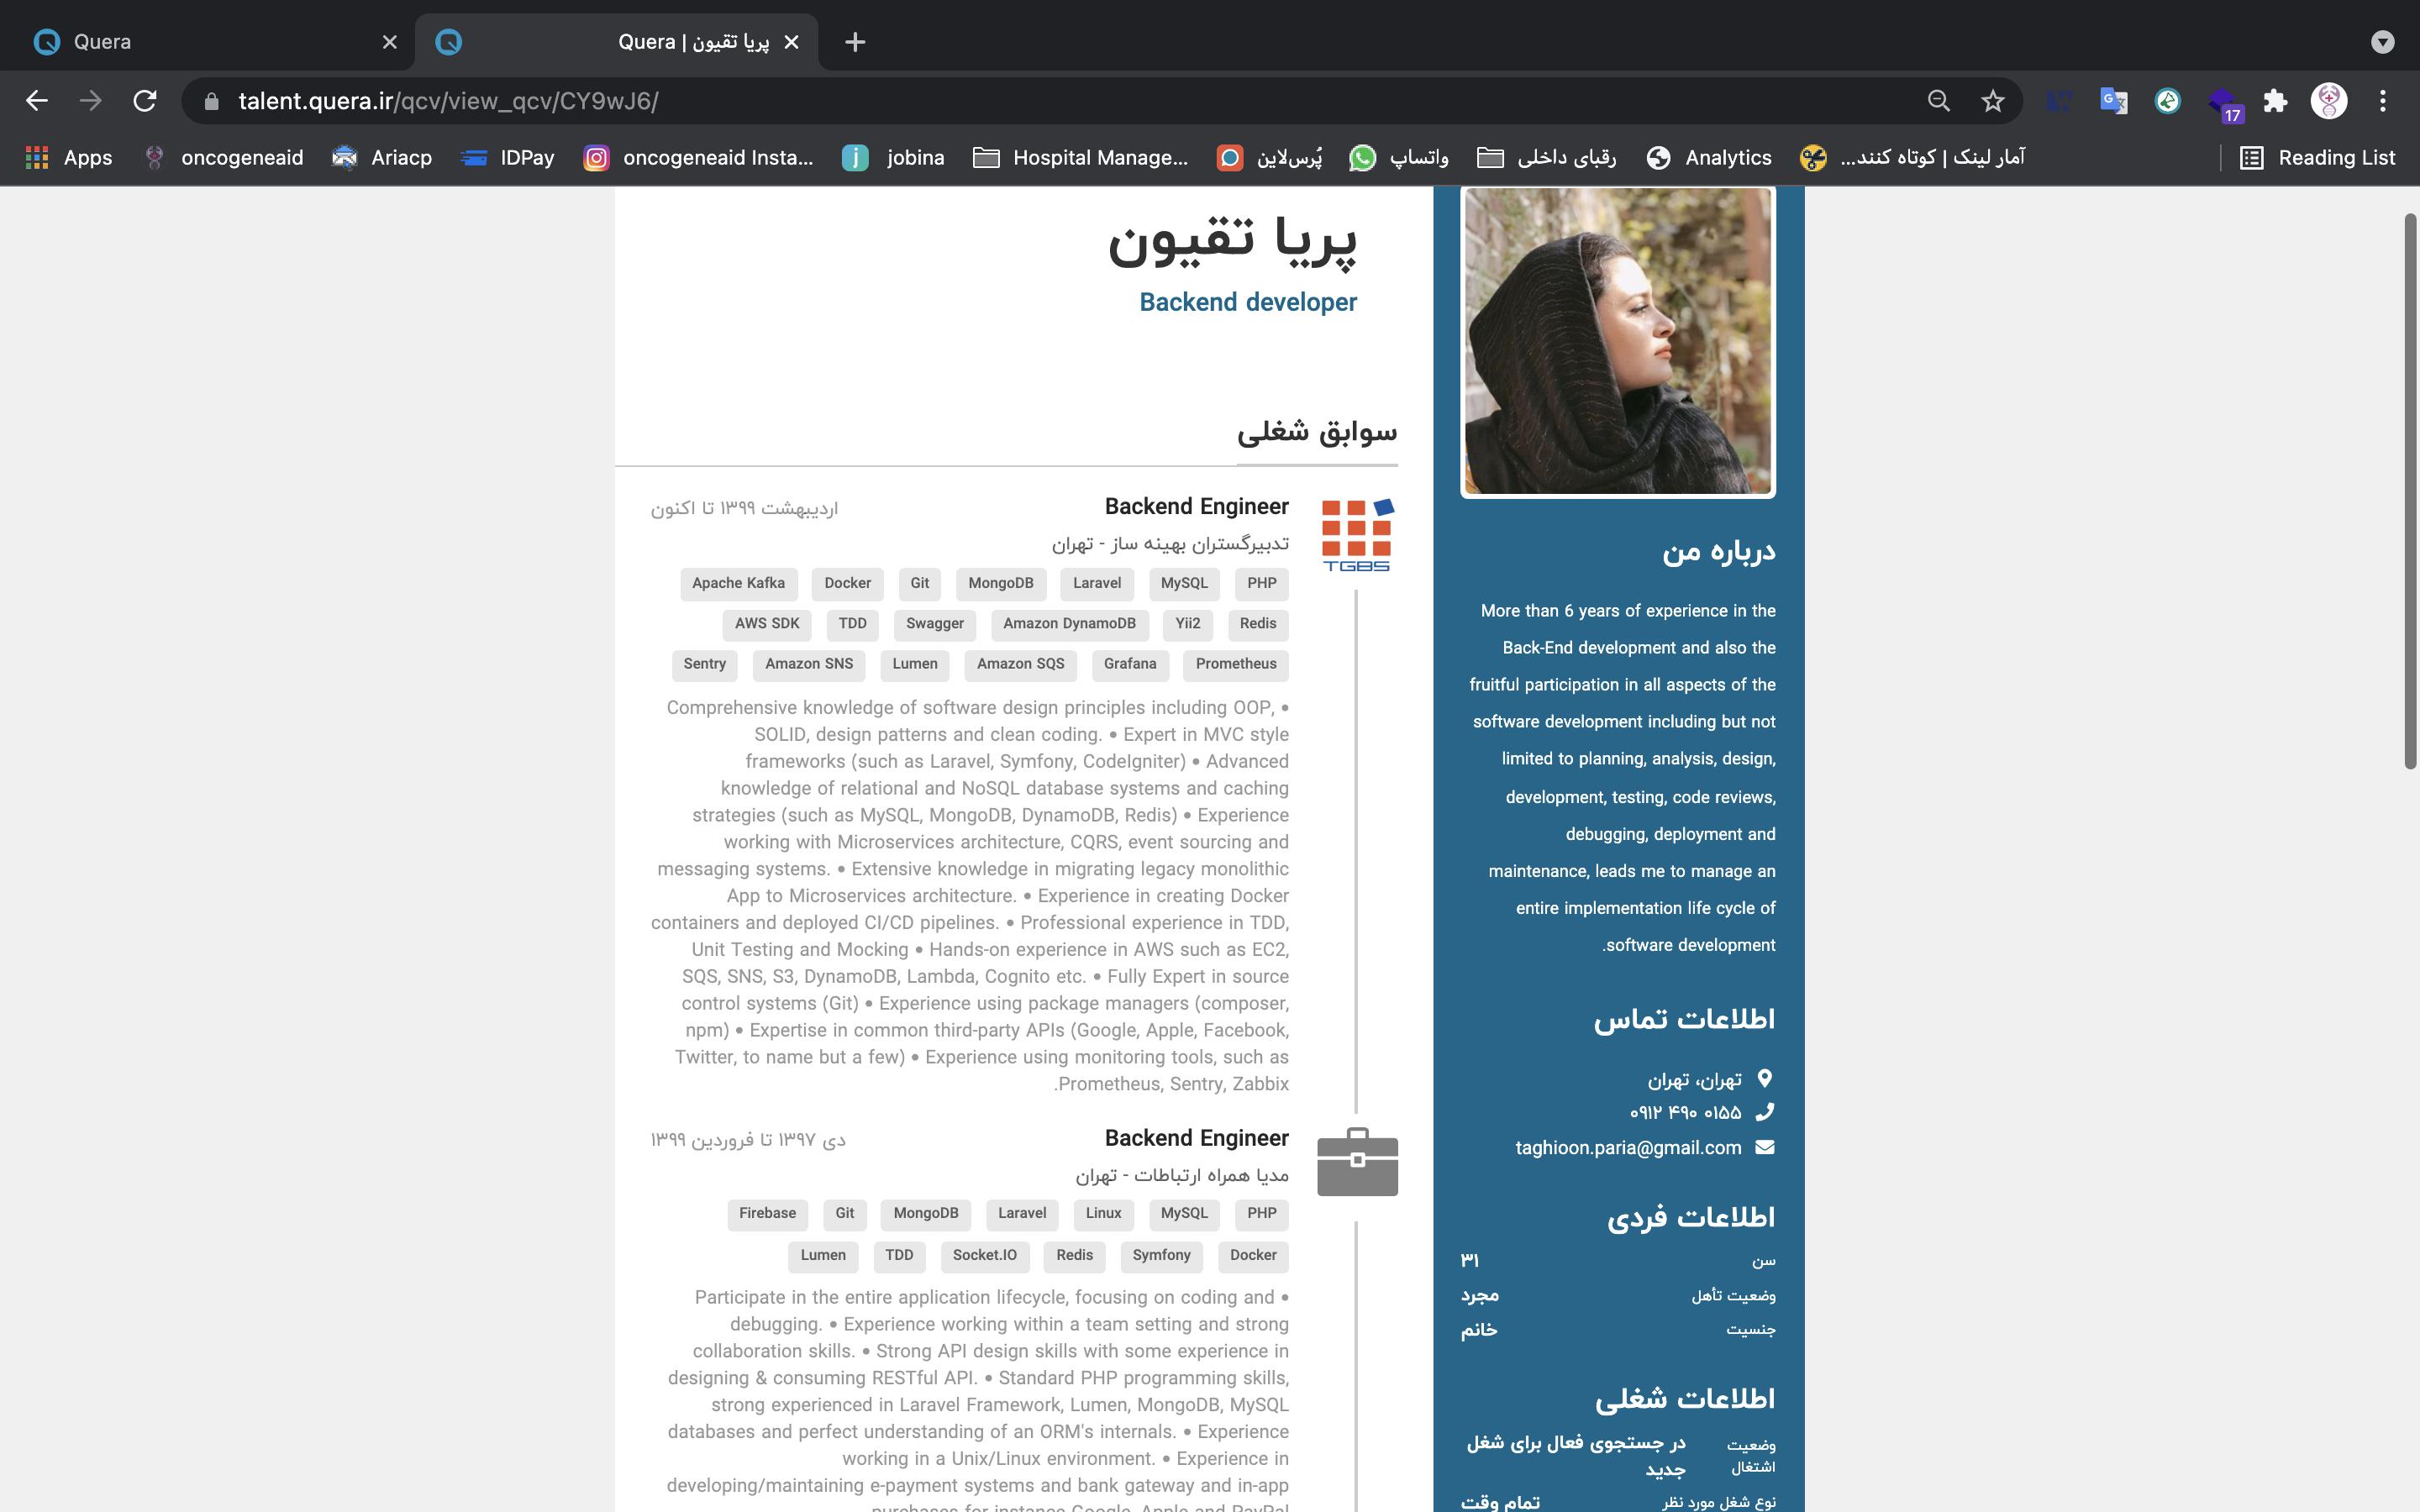 Quera
پریا تقیون | Quera
talent.quera.ir/qcv/view_qcv/CY9wJ6/
17
Apps
oncogeneaid
Ariacp
IDPay
oncogeneaid Insta...
jobina
Hospital Manage...
پُرس‌لاین
واتساپ
رقبای داخلی
Analytics
آمار لینک | کوتاه کنند...
Reading List
پریا تقیون
Backend developer
سوابق شغلی
TGBS
Backend Engineer
اردیبهشت ۱۳۹۹ تا اکنون
تدبیرگستران بهینه ساز - تهران
Apache Kafka Docker Git MongoDB Laravel MySQL PHP
AWS SDK TDD Swagger Amazon DynamoDB Yii2 Redis
Sentry Amazon SNS Lumen Amazon SQS Grafana Prometheus
Comprehensive knowledge of software design principles including OOP, •
SOLID, design patterns and clean coding. • Expert in MVC style
frameworks (such as Laravel, Symfony, CodeIgniter) • Advanced
knowledge of relational and NoSQL database systems and caching
strategies (such as MySQL, MongoDB, DynamoDB, Redis) • Experience
working with Microservices architecture, CQRS, event sourcing and
messaging systems. • Extensive knowledge in migrating legacy monolithic
App to Microservices architecture. • Experience in creating Docker
containers and deployed CI/CD pipelines. • Professional experience in TDD,
Unit Testing and Mocking • Hands-on experience in AWS such as EC2,
SQS, SNS, S3, DynamoDB, Lambda, Cognito etc. • Fully Expert in source
control systems (Git) • Experience using package managers (composer,
npm) • Expertise in common third-party APIs (Google, Apple, Facebook,
Twitter, to name but a few) • Experience using monitoring tools, such as
.Prometheus, Sentry, Zabbix
Backend Engineer
دی ۱۳۹۷ تا فروردین ۱۳۹۹
مدیا همراه ارتباطات - تهران
Firebase Git MongoDB Laravel Linux MySQL PHP
Lumen TDD Socket.IO Redis Symfony Docker
Participate in the entire application lifecycle, focusing on coding and •
debugging. • Experience working within a team setting and strong
collaboration skills. • Strong API design skills with some experience in
designing & consuming RESTful API. • Standard PHP programming skills,
strong experienced in Laravel Framework, Lumen, MongoDB, MySQL
databases and perfect understanding of an ORM's internals. • Experience
working in a Unix/Linux environment. • Experience in
developing/maintaining e-payment systems and bank gateway and in-app
purchases for instance Google, Apple and PayPal
درباره من
More than 6 years of experience in the
Back-End development and also the
fruitful participation in all aspects of the
software development including but not
limited to planning, analysis, design,
development, testing, code reviews,
debugging, deployment and
maintenance, leads me to manage an
entire implementation life cycle of
.software development
اطلاعات تماس
تهران، تهران
۰۹۱۲ ۴۹۰ ۰۱۵۵
taghioon.paria@gmail.com
اطلاعات فردی
سن ۳۱
وضعیت تأهل مجرد
جنسیت خانم
اطلاعات شغلی
وضعیت اشتغال
در جستجوی فعال برای شغل
جدید
نوع شغل مورد نظر تمام وقت